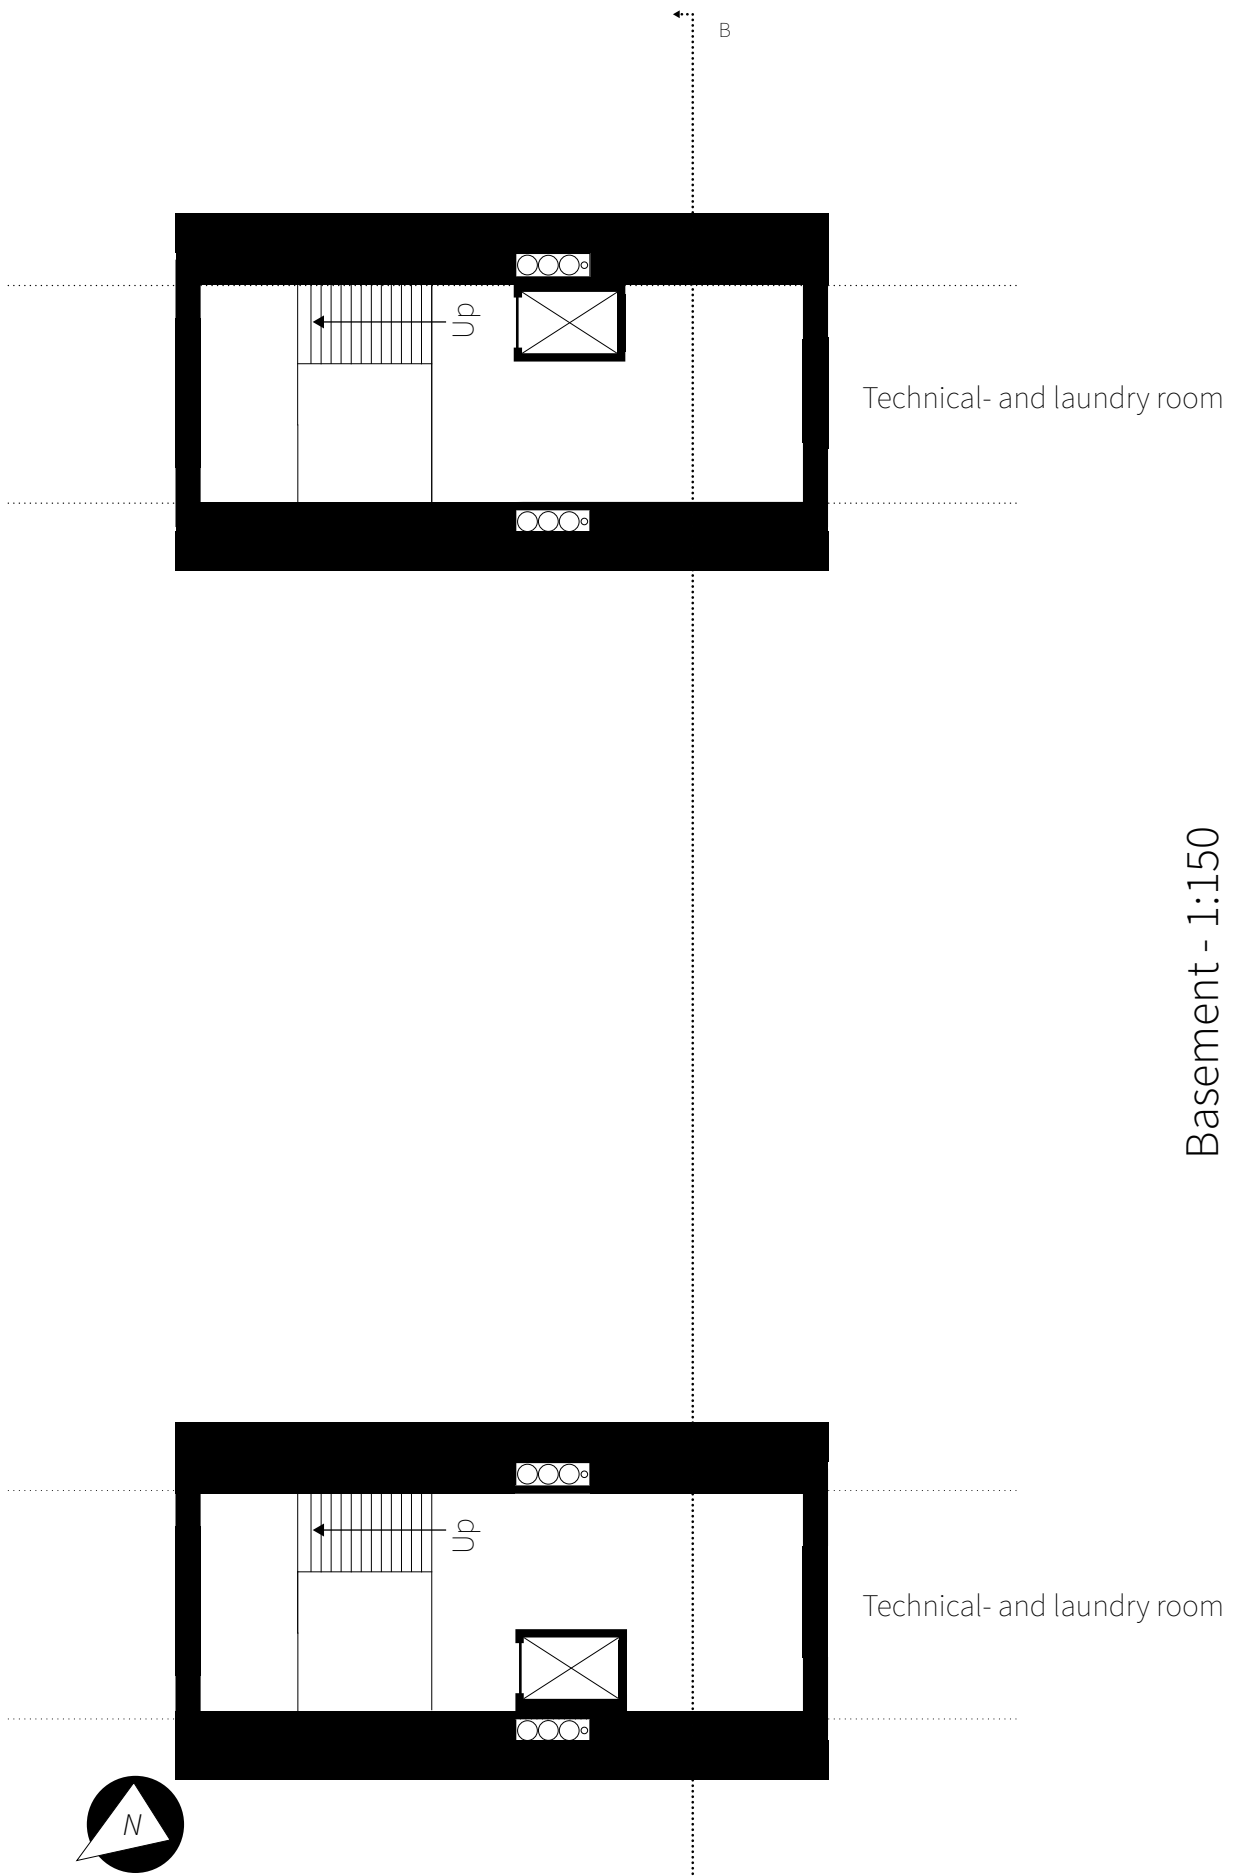 B
Up
Technical- and laundry room
Basement - 1:150
Up
Technical- and laundry room
N